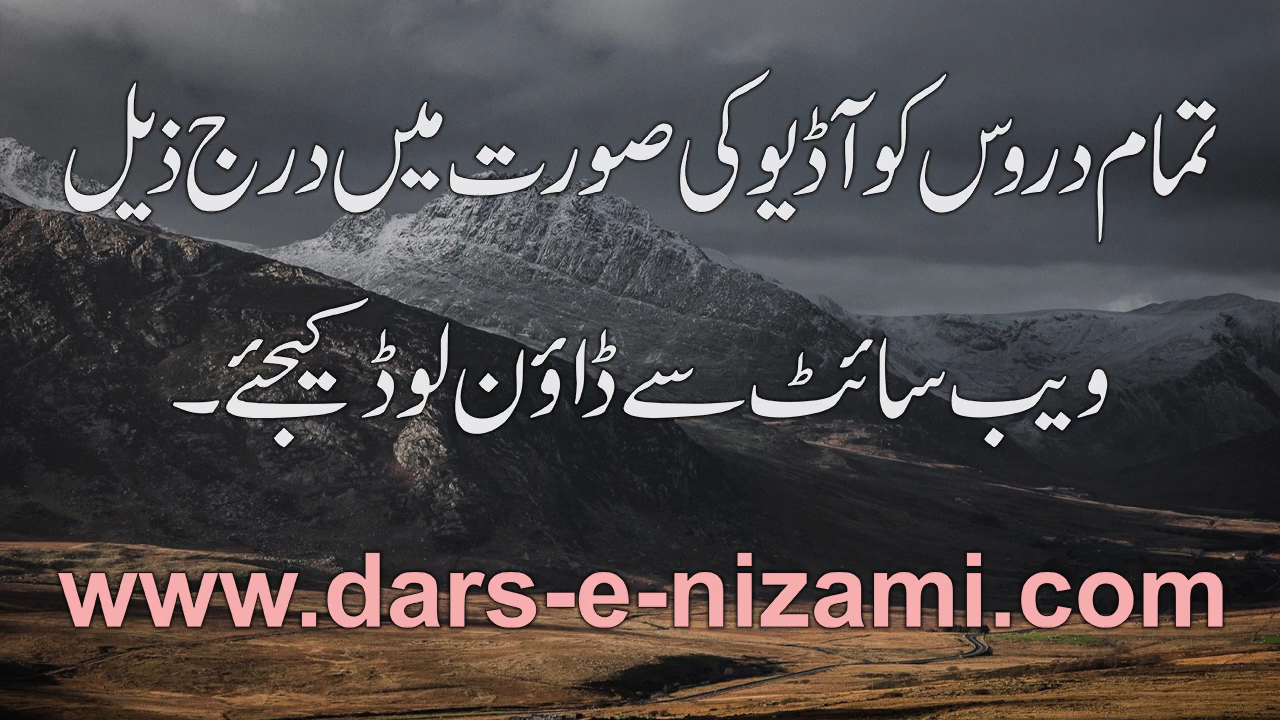 تمام دروس کو آڈیو کی صورت میں درج ذیل
ویب سائٹ سے ڈاؤن لوڈ کیجئے۔
www.dars-e-nizami.com